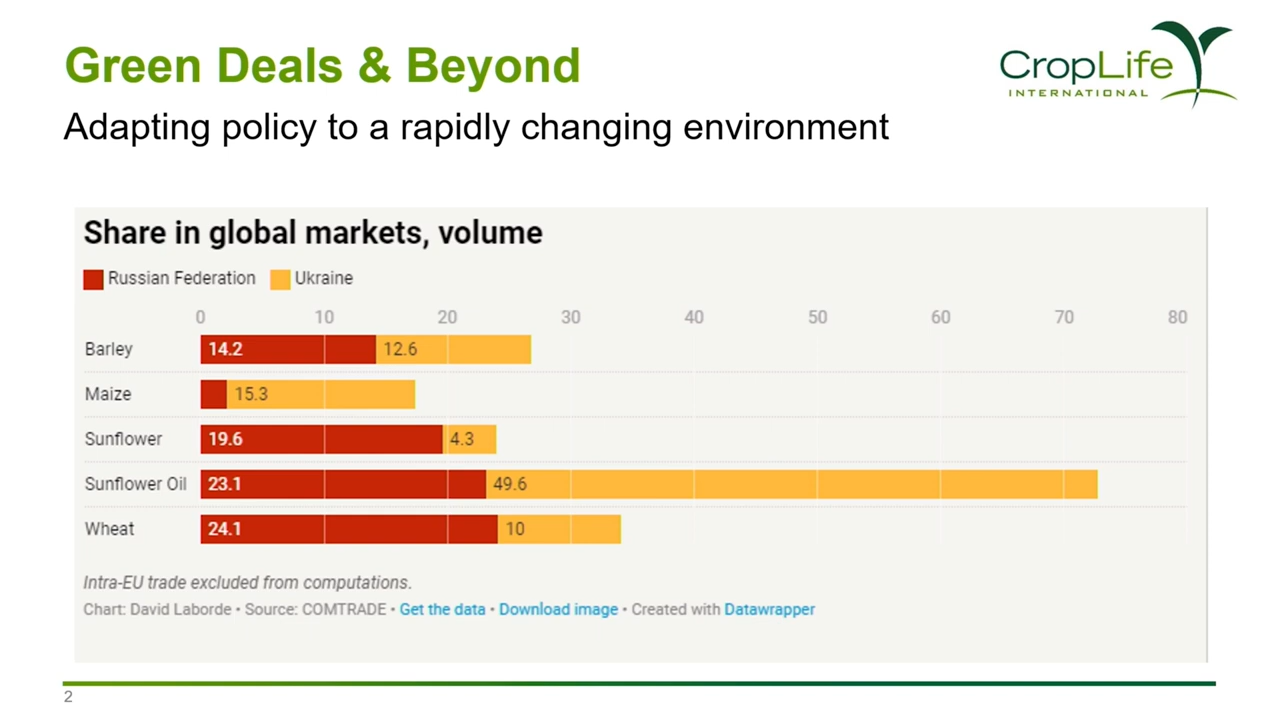 Green Deals & Beyond
CropLife
INTERNATIONAL
Adapting policy to a rapidly changing environment
Share in global markets, volume
Russian Federation Ukraine
0 10 20 30 40 50 60 70 80
Barley 14.2 12.6
Maize 15.3
Sunflower 19.6 4.3
Sunflower Oil 23.1 49.6
Wheat 24.1 10
Intra-EU trade excluded from computations.
Chart: David Laborde • Source: COMTRADE • Get the data • Download image • Created with Datawrapper
2